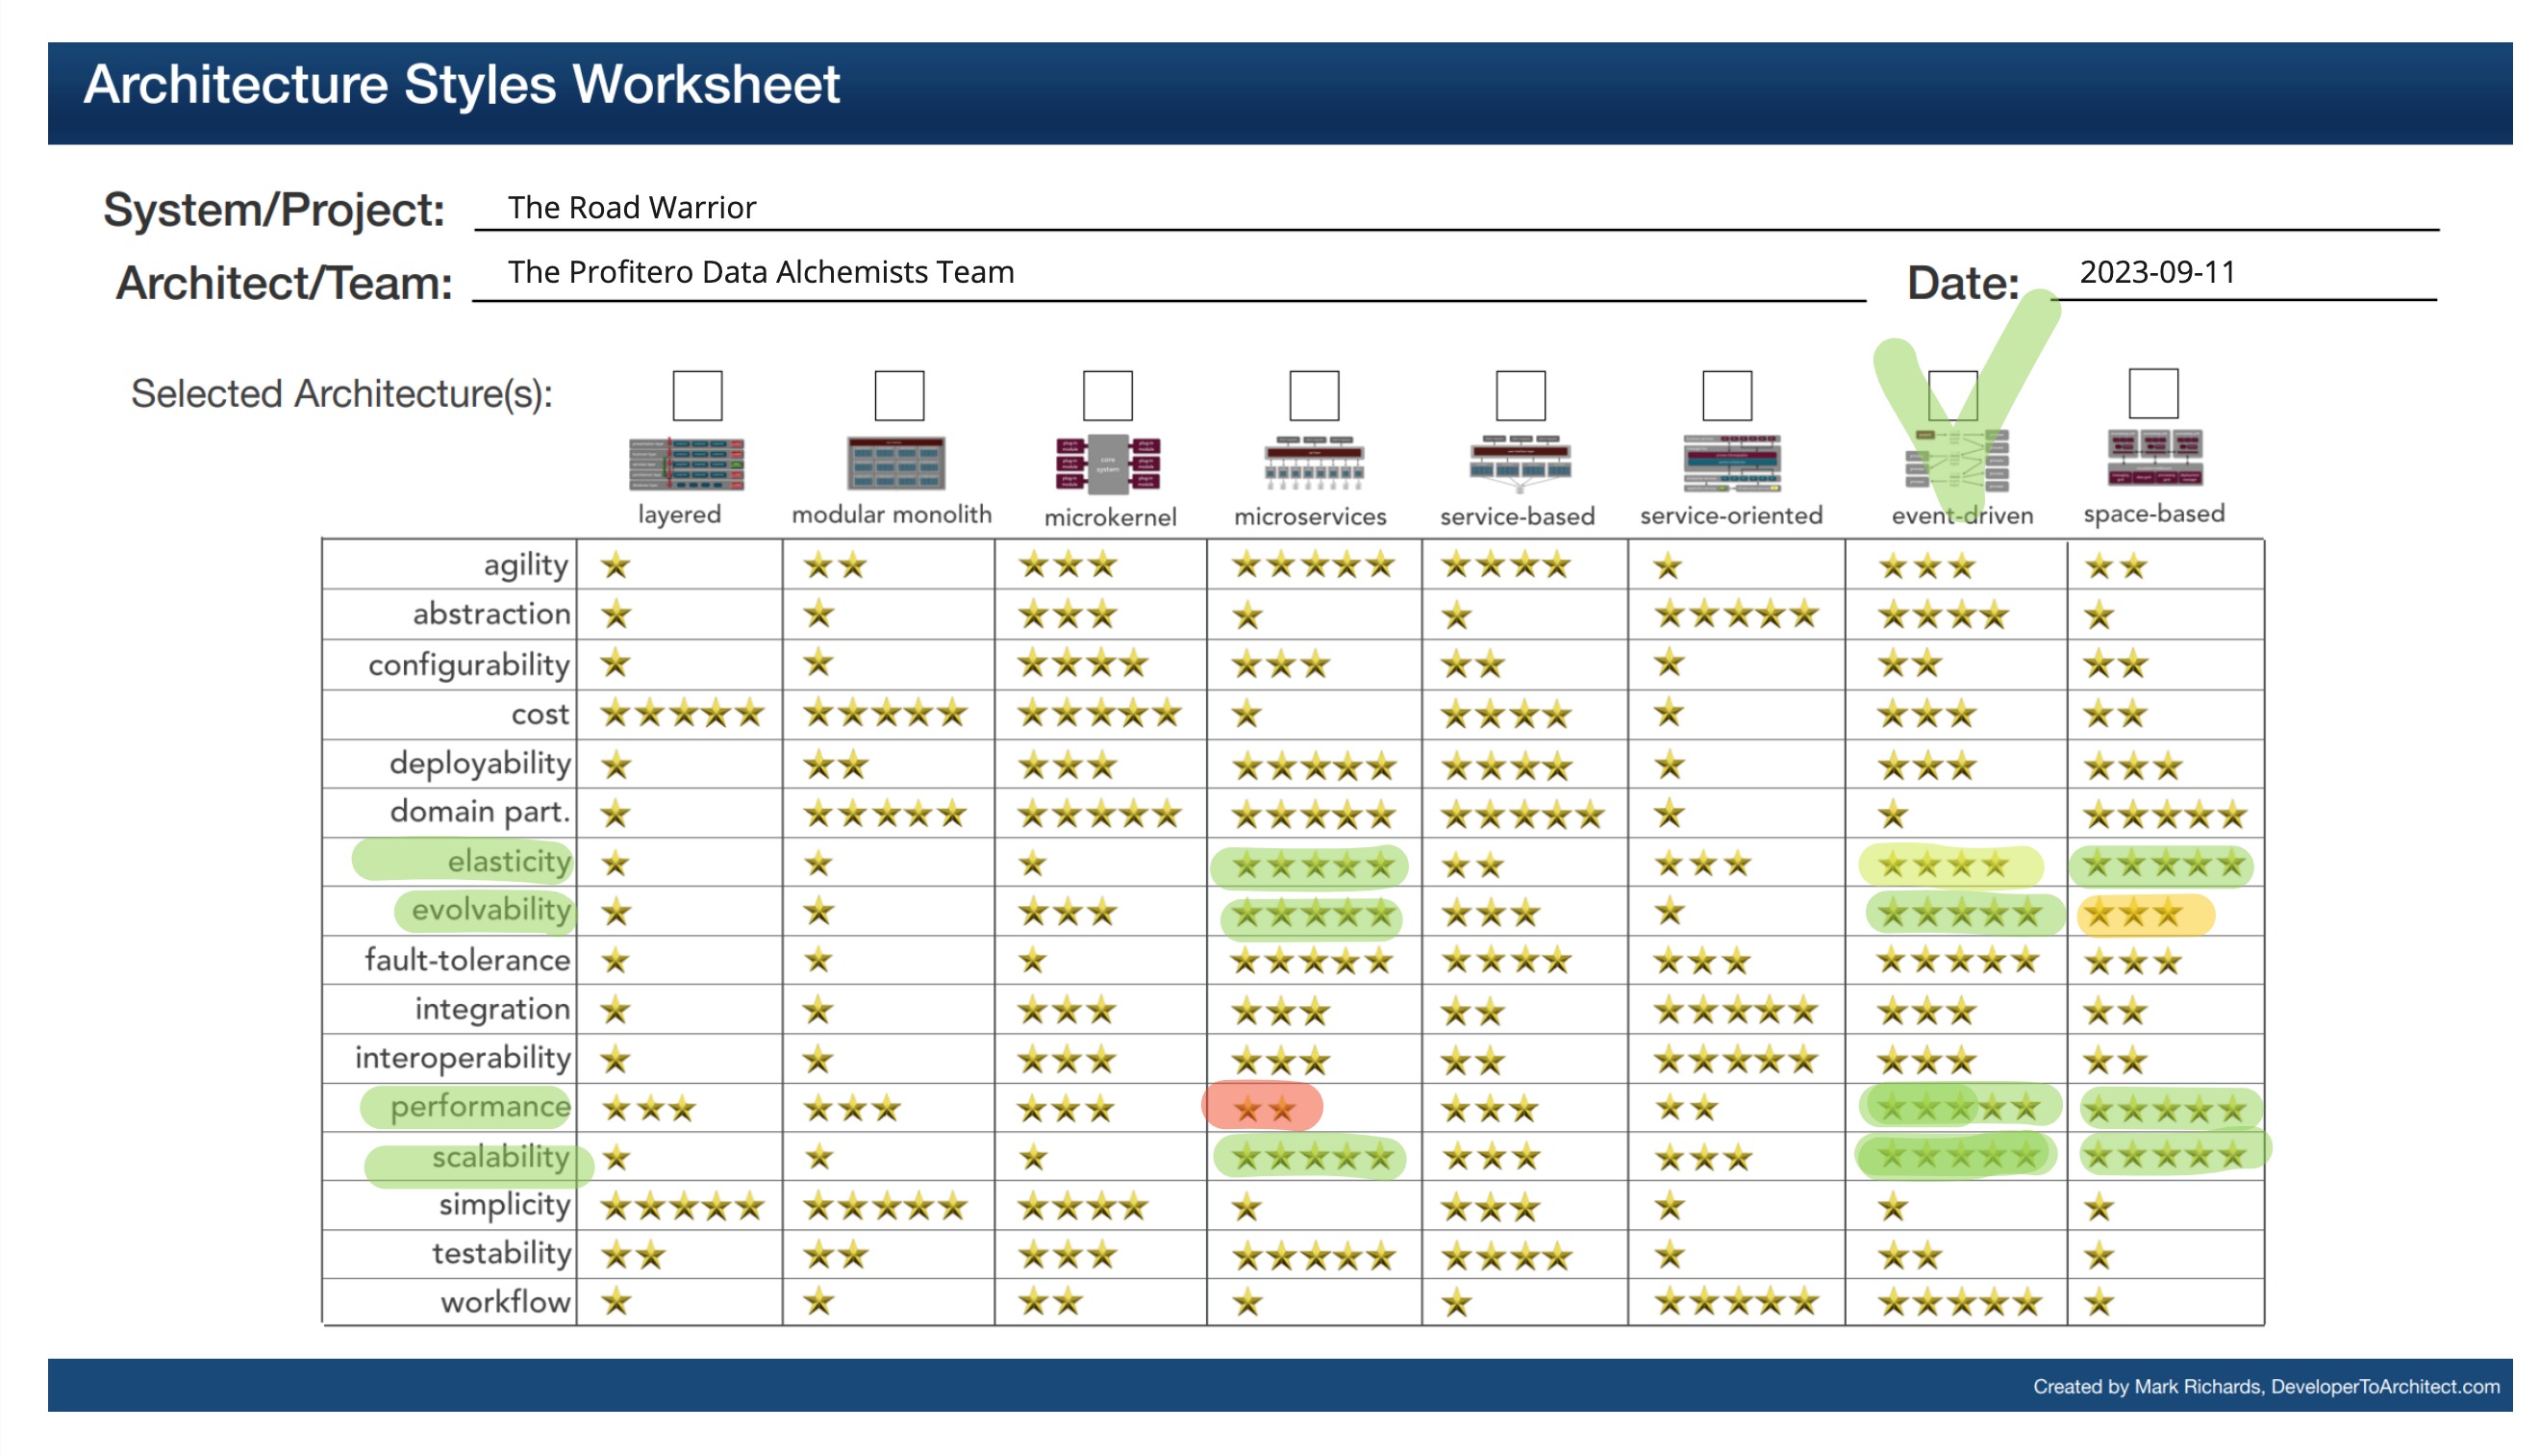 Architecture Styles Worksheet
System/Project: The Road Warrior
Architect/Team: The Profitero Data Alchemists Team Date: 2023-09-11
Selected Architecture(s):
core
system
layered modular monolith microkernel microservices service-based service-oriented event-driven space-based
agility
abstraction
configurability
cost
deployability
domain part.
elasticity
evolvability
fault-tolerance
integration
interoperability
performance
scalability
simplicity
testability
workflow
Created by Mark Richards, DeveloperToArchitect.com